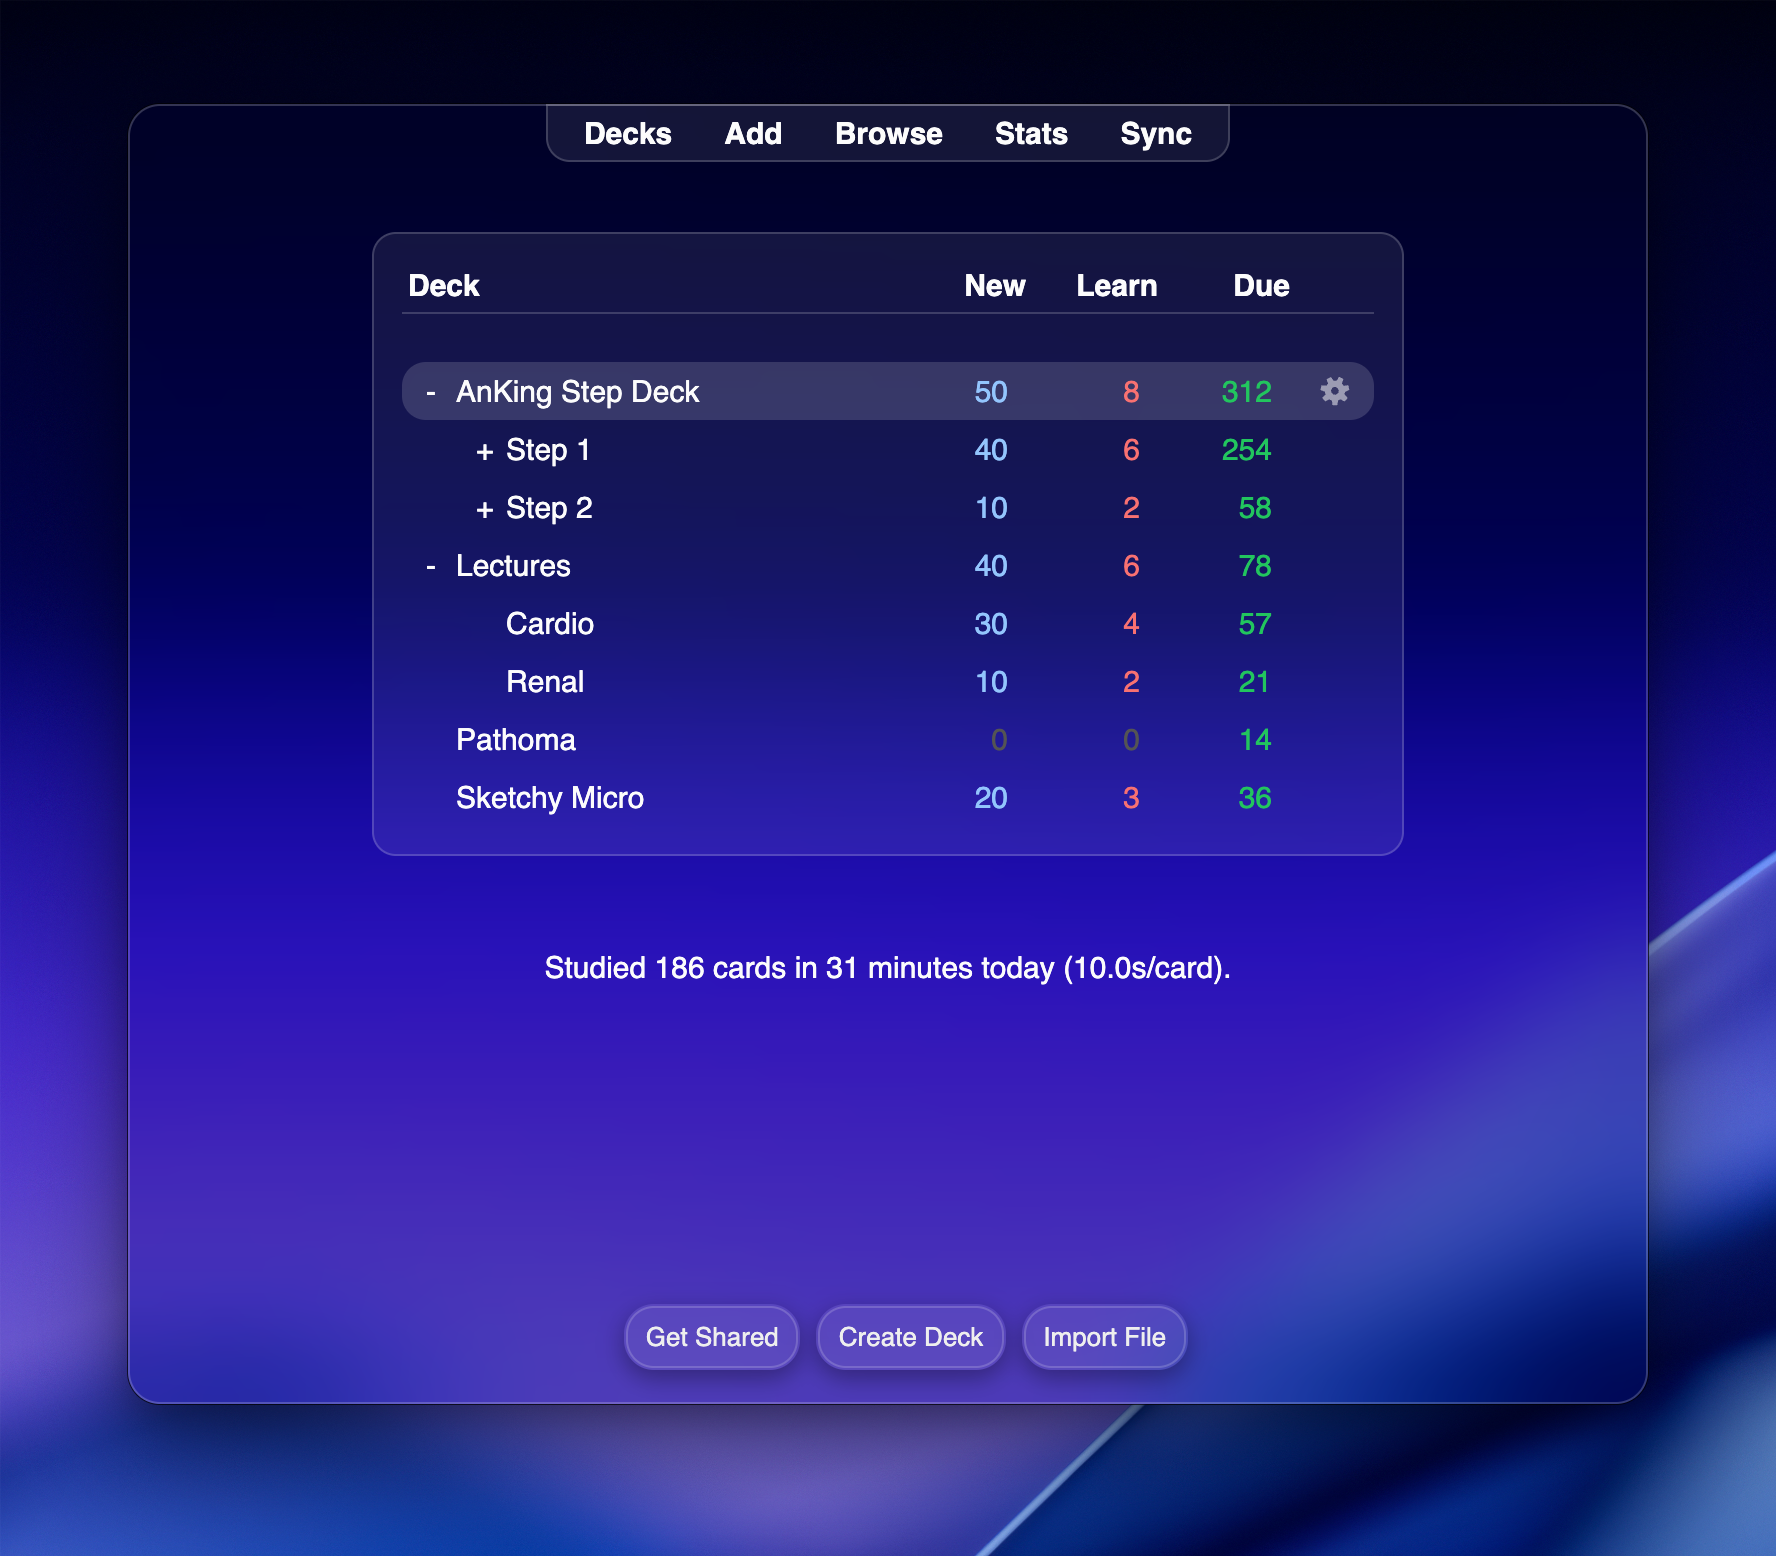 Decks Add Browse Stats Sync
Deck New Learn Due
- AnKing Step Deck 50 8 312
+ Step 1 40 6 254
+ Step 2 10 2 58
- Lectures 40 6 78
Cardio 30 4 57
Renal 10 2 21
Pathoma 0 0 14
Sketchy Micro 20 3 36
Studied 186 cards in 31 minutes today (10.0s/card).
Get Shared Create Deck Import File